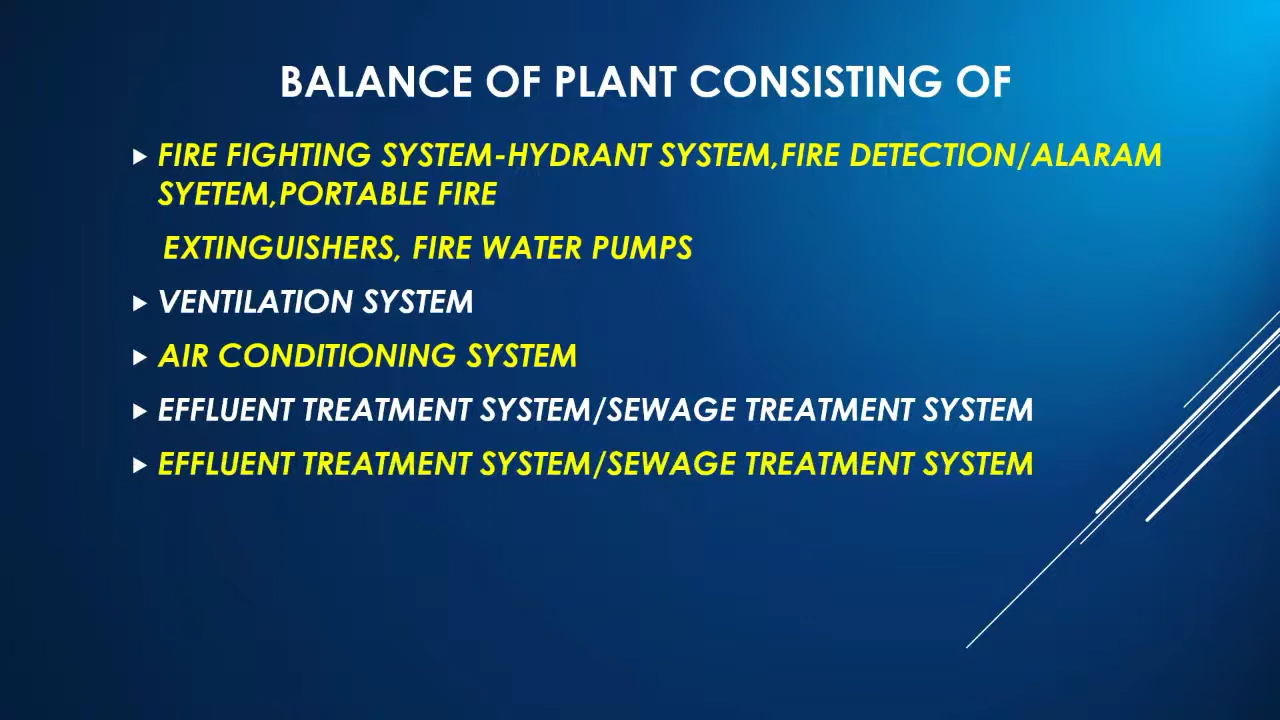 BALANCE OF PLANT CONSISTING OF
FIRE FIGHTING SYSTEM-HYDRANT SYSTEM,FIRE DETECTION/ALARAM
SYETEM,PORTABLE FIRE
EXTINGUISHERS, FIRE WATER PUMPS
VENTILATION SYSTEM
AIR CONDITIONING SYSTEM
EFFLUENT TREATMENT SYSTEM/SEWAGE TREATMENT SYSTEM
EFFLUENT TREATMENT SYSTEM/SEWAGE TREATMENT SYSTEM